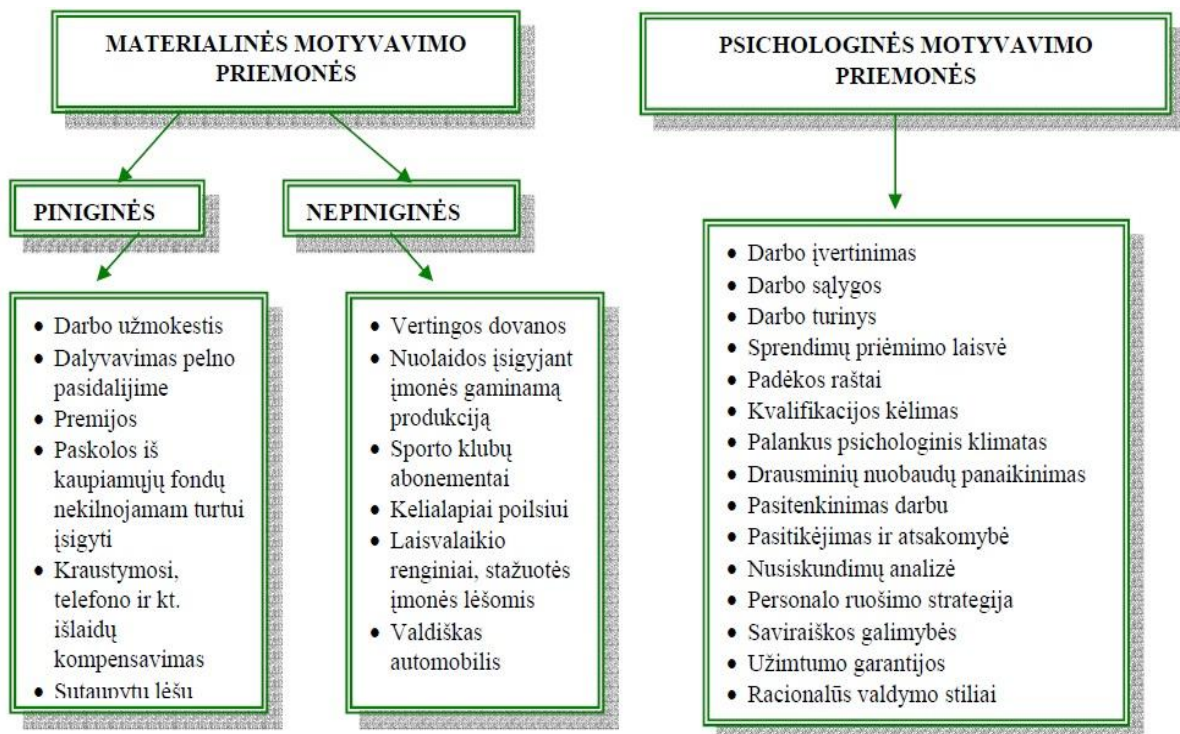 MATERIALINĖS MOTYVAVIMO
PRIEMONĖS
PINIGINĖS
NEPINIGINĖS
• Darbo užmokestis
• Dalyvavimas pelno
pasidalijime
• Premijos
• Paskolos iš
kaupiamųjų fondų
nekilnojamam turtui
įsigyti
• Kraustymosi,
telefono ir kt.
išlaidų
kompensavimas
• Sutaupytų lėšų
• Vertingos dovanos
• Nuolaidos įsigyjant
įmonės gaminamą
produkciją
• Sporto klubų
abonementai
• Kelialapiai poilsiui
• Laisvalaikio
renginiai, stažuotės
įmonės lėšomis
• Valdiškas
automobilis
PSICHOLOGINĖS MOTYVAVIMO
PRIEMONĖS
• Darbo įvertinimas
• Darbo sąlygos
• Darbo turinys
• Sprendimų priėmimo laisvė
• Padėkos raštai
• Kvalifikacijos kėlimas
• Palankus psichologinis klimatas
• Drausminių nuobaudų panaikinimas
• Pasitenkinimas darbu
• Pasitikėjimas ir atsakomybė
• Nusiskundimų analizė
• Personalo ruošimo strategija
• Saviraiškos galimybės
• Užimtumo garantijos
• Racionalūs valdymo stiliai